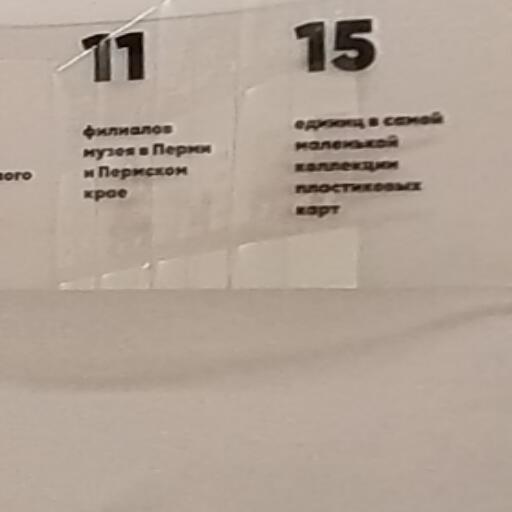 11
филиалов
музея в Перми
и Пермском
крае
15
единиц в самой
маленькой
коллекции
пластиковых
карт